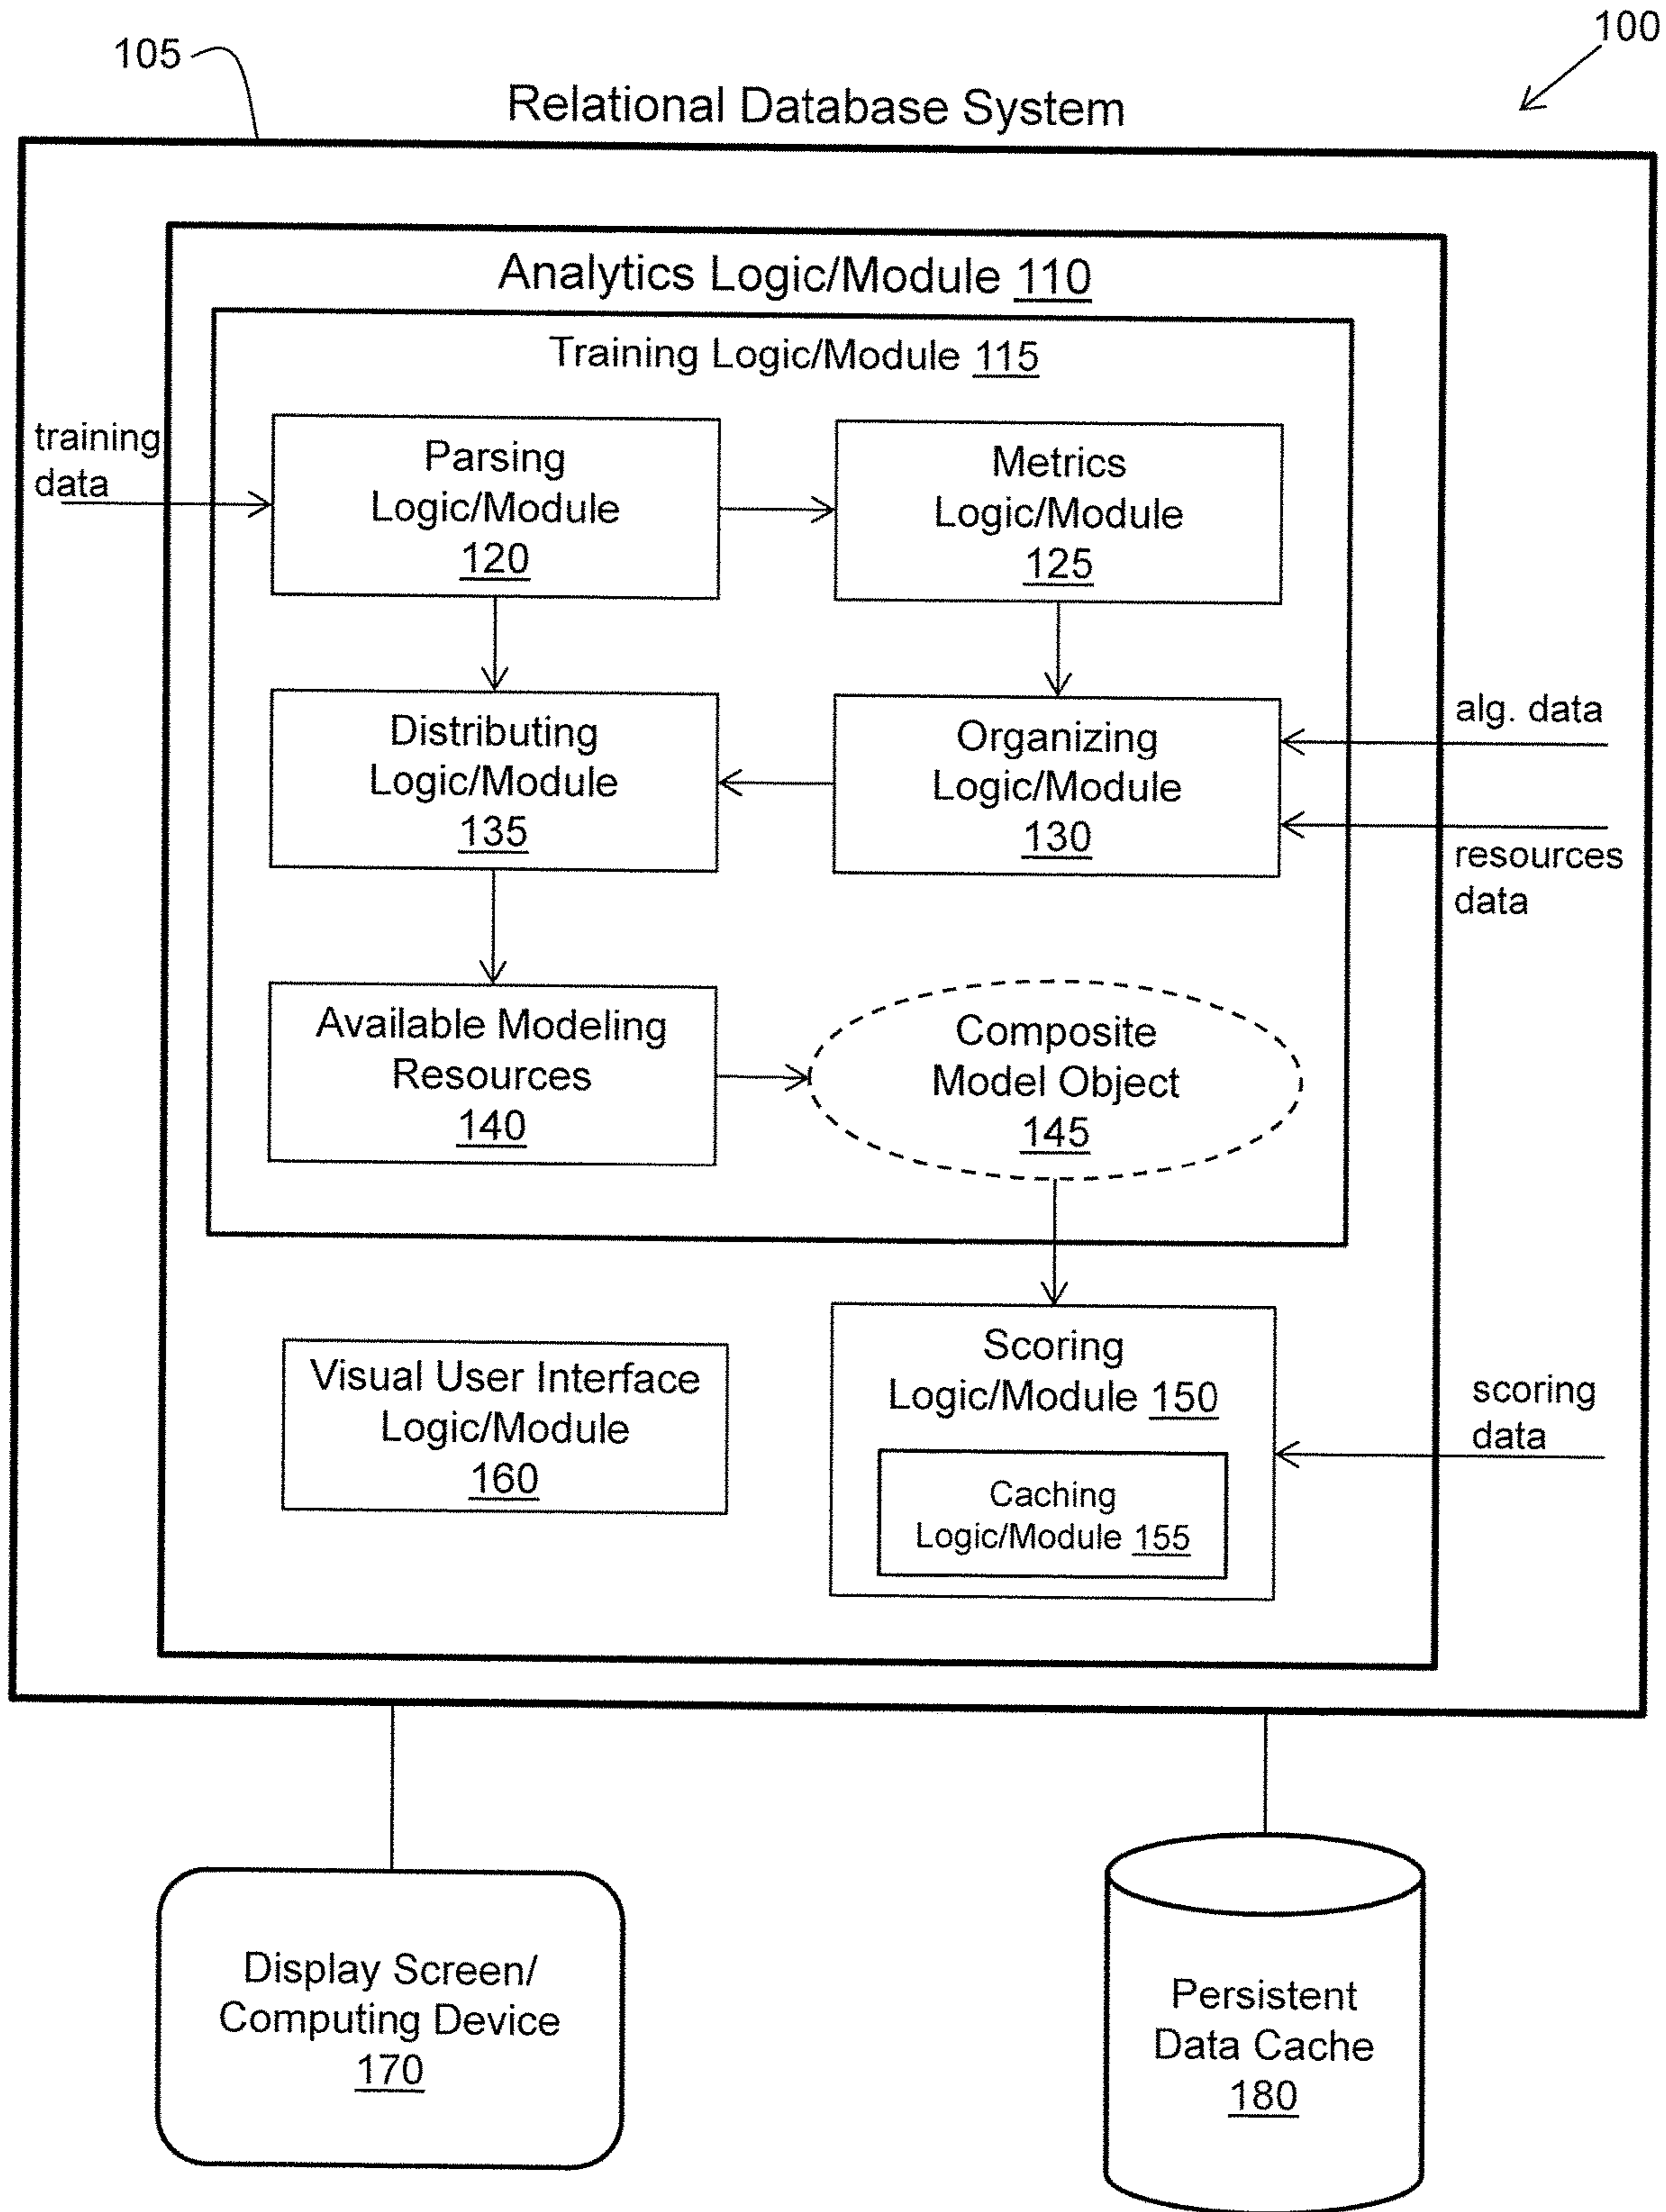 100
105
Relational Database System
Analytics Logic/Module 110
Training Logic/Module 115
training
data
Parsing
Logic/Module
120
Metrics
Logic/Module
125
Distributing
Logic/Module
135
Organizing
Logic/Module
130
alg. data
resources
data
Available Modeling
Resources
140
Composite
Model Object
145
Visual User Interface
Logic/Module
160
Scoring
Logic/Module 150
Caching
Logic/Module 155
scoring
data
Display Screen/
Computing Device
170
Persistent
Data Cache
180